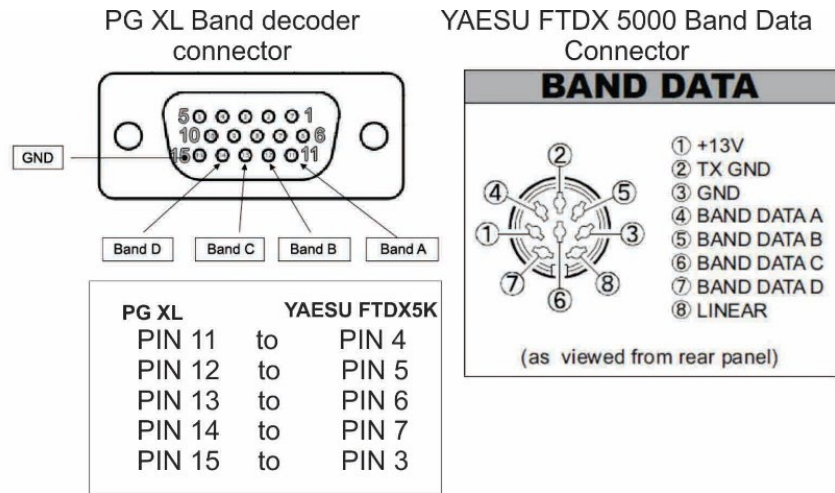 PG XL Band decoder
connector
5 1
10 6
15 11
GND
Band D Band C Band B Band A
PG XL YAESU FTDX5K
PIN 11 to PIN 4
PIN 12 to PIN 5
PIN 13 to PIN 6
PIN 14 to PIN 7
PIN 15 to PIN 3
YAESU FTDX 5000 Band Data
Connector
BAND DATA
②
④ ⑤
① ③
⑦ ⑧
⑥
① +13V
② TX GND
③ GND
④ BAND DATA A
⑤ BAND DATA B
⑥ BAND DATA C
⑦ BAND DATA D
⑧ LINEAR
(as viewed from rear panel)